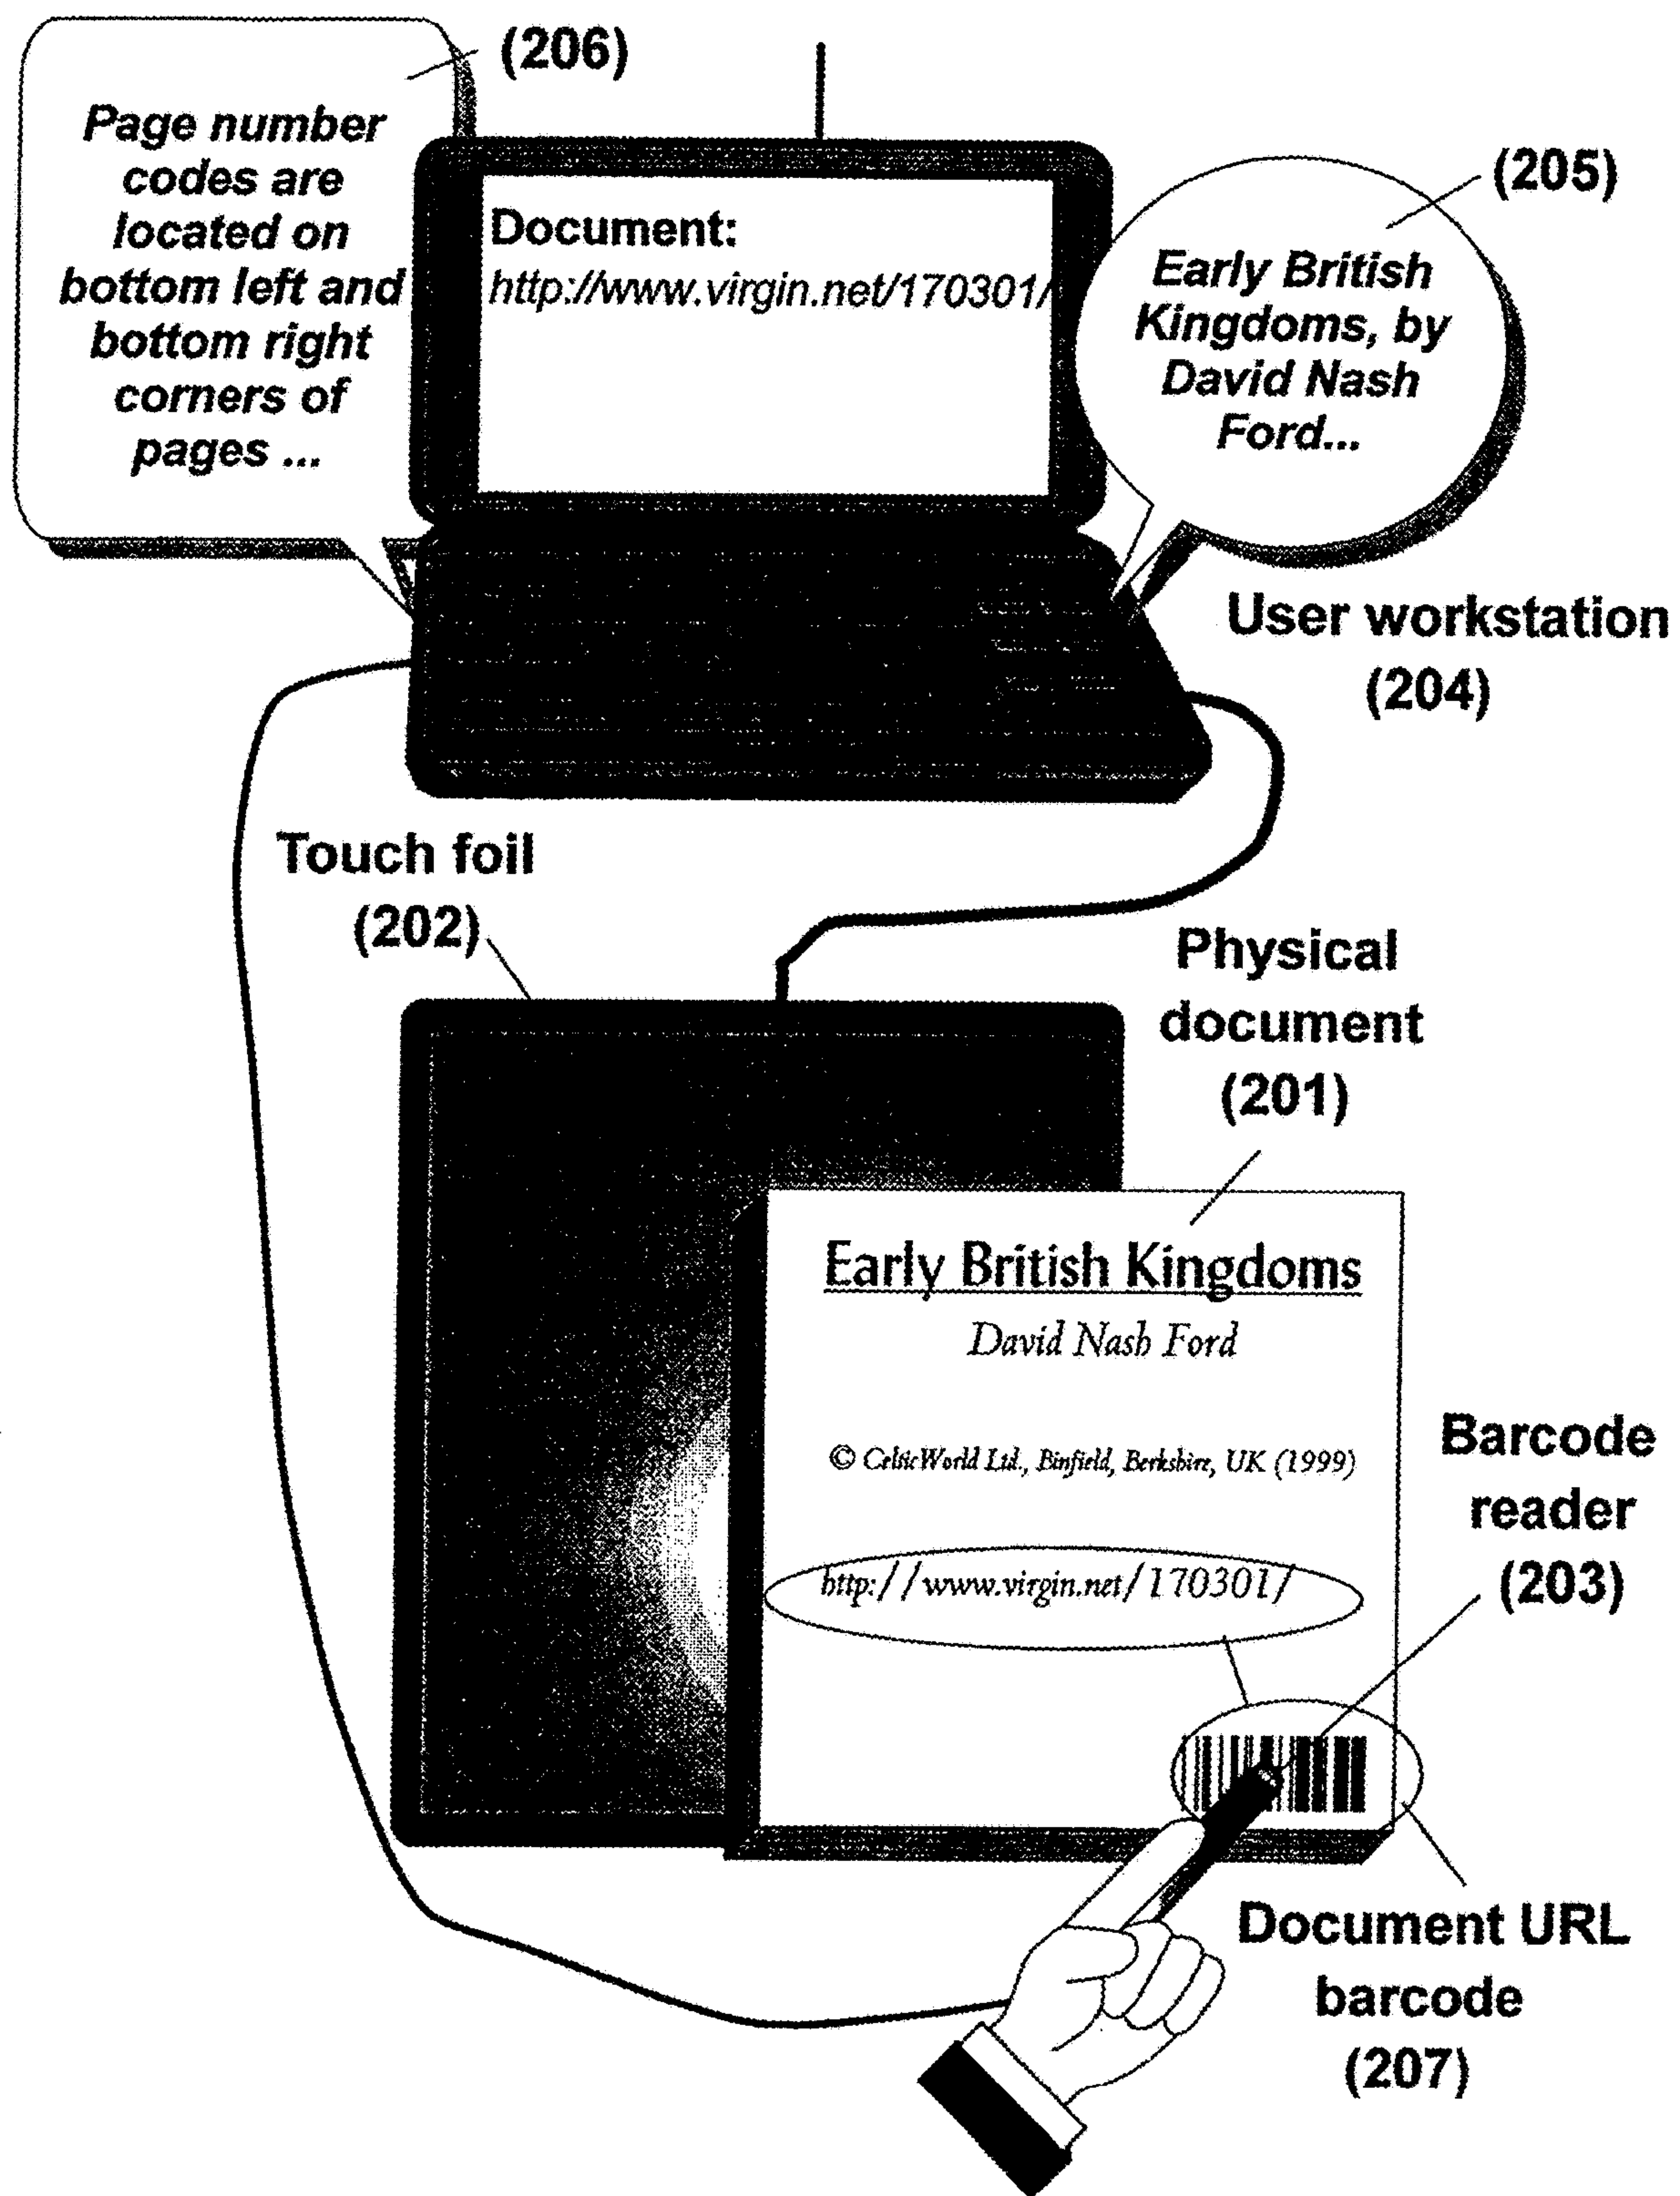 (206)
Page number
codes are
located on
bottom left and
bottom right
corners of
pages ...
Document:
http://www.virgin.net/170301/
(205)
Early British
Kingdoms, by
David Nash
Ford...
User workstation
(204)
Touch foil
(202)
Physical
document
(201)
Early British Kingdoms
David Nash Ford
© CelticWorld Ltd., Binfield, Berkshire, UK (1999)
http://www.virgin.net/170301/
Barcode
reader
(203)
Document URL
barcode
(207)